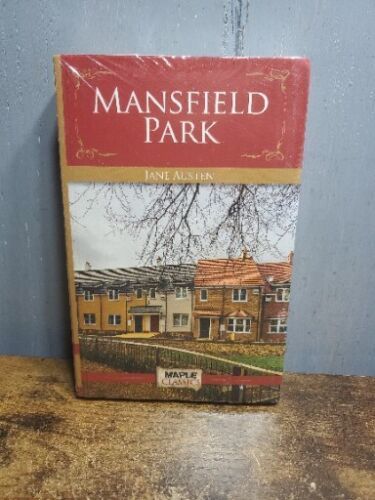 MANSFIELD
PARK
JANE AUSTEN
MAPLE
CLASSICS